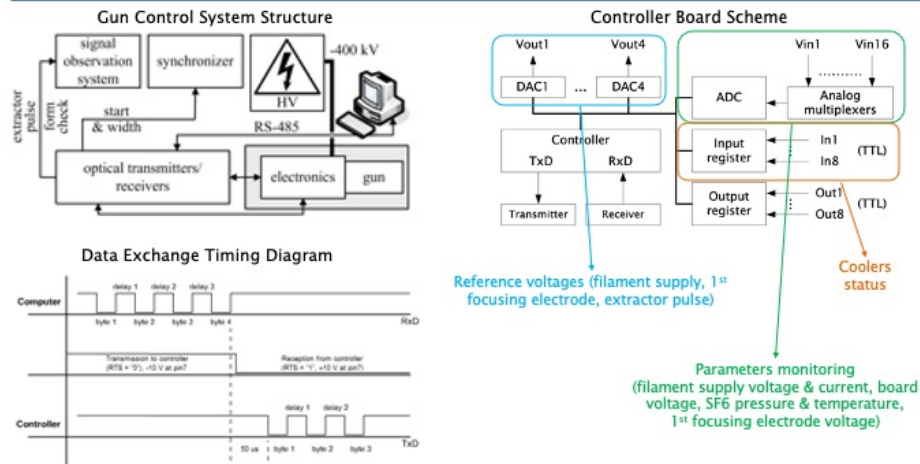 Gun Control System Structure
signal
observation
system
synchronizer
-400 kV
HV
extractor
pulse
form
check
start
& width
RS-485
optical transmitters/
receivers
electronics
gun
Controller Board Scheme
Vout1
Vout4
Vin1
Vin16
DAC1
...
DAC4
ADC
Analog
multiplexers
Controller
TxD
RxD
Input
register
In1
In8
(TTL)
Transmitter
Receiver
Output
register
Out1
Out8
(TTL)
Reference voltages (filament supply, 1st
focusing electrode, extractor pulse)
Coolers
status
Parameters monitoring
(filament supply voltage & current, board
voltage, SF6 pressure & temperature,
1st focusing electrode voltage)
Data Exchange Timing Diagram
delay 1 delay 2 delay 3
Computer
byte 1 byte 2 byte 3 byte 4
RxD
Transmission to controller
(RTS = '0'), -10 V at pin?
Reception from controller
(RTS = '1', +10 V at pin?)
delay 1 delay 2
Controller
50 us
byte 1 byte 2 byte 3
TxD